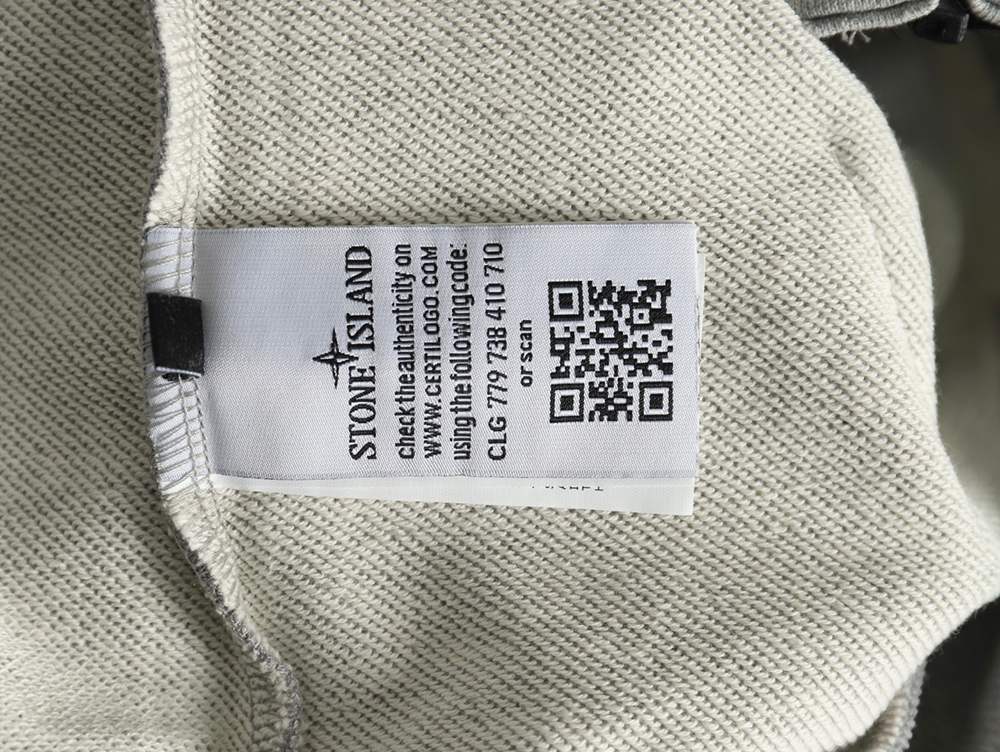 STONE ISLAND
check the authenticity on
WWW.CERTILOGO.COM
using the following code:
CLG 779 738 410 710
or scan